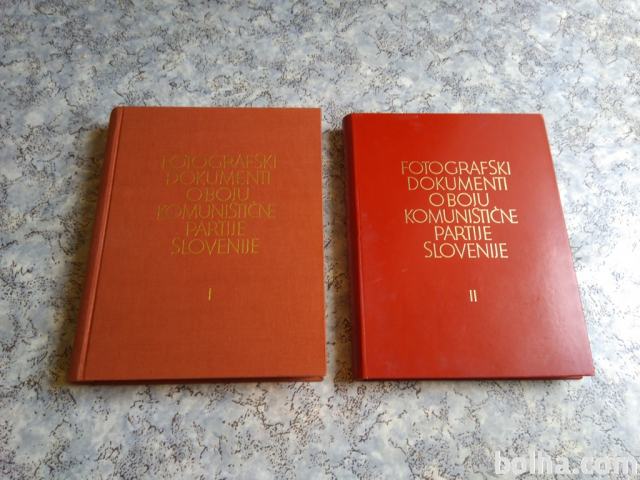 FOTOGRAFSKI
DOKUMENTI
O BOJU
KOMUNISTIČNE
PARTIJE
SLOVENIJE
I
FOTOGRAFSKI
DOKUMENTI
O BOJU
KOMUNISTIČNE
PARTIJE
SLOVENIJE
II
bolha.com